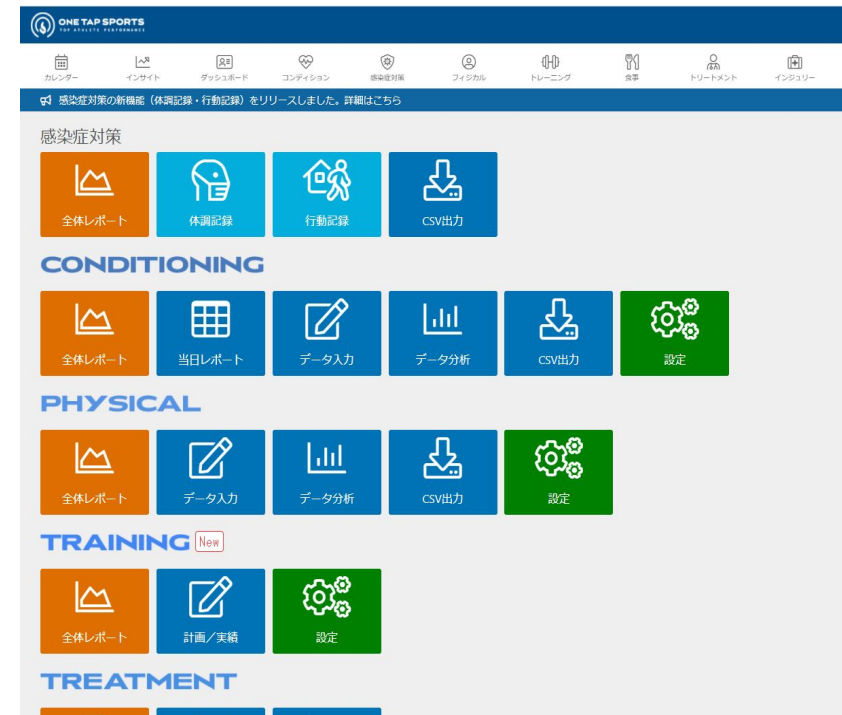 ONE TAP SPORTS
TOP ATHLETE PERFORMANCE
カレンダー インサイト ダッシュボード コンディション 感染症対策 フィジカル トレーニング 食事 トリートメント インジュリー
感染症対策の新機能（体調記録・行動記録）をリリースしました。詳細はこちら
感染症対策
全体レポート 体調記録 行動記録 CSV出力
CONDITIONING
全体レポート 当日レポート データ入力 データ分析 CSV出力 設定
PHYSICAL
全体レポート データ入力 データ分析 CSV出力 設定
TRAINING New
全体レポート 計画／実績 設定
TREATMENT